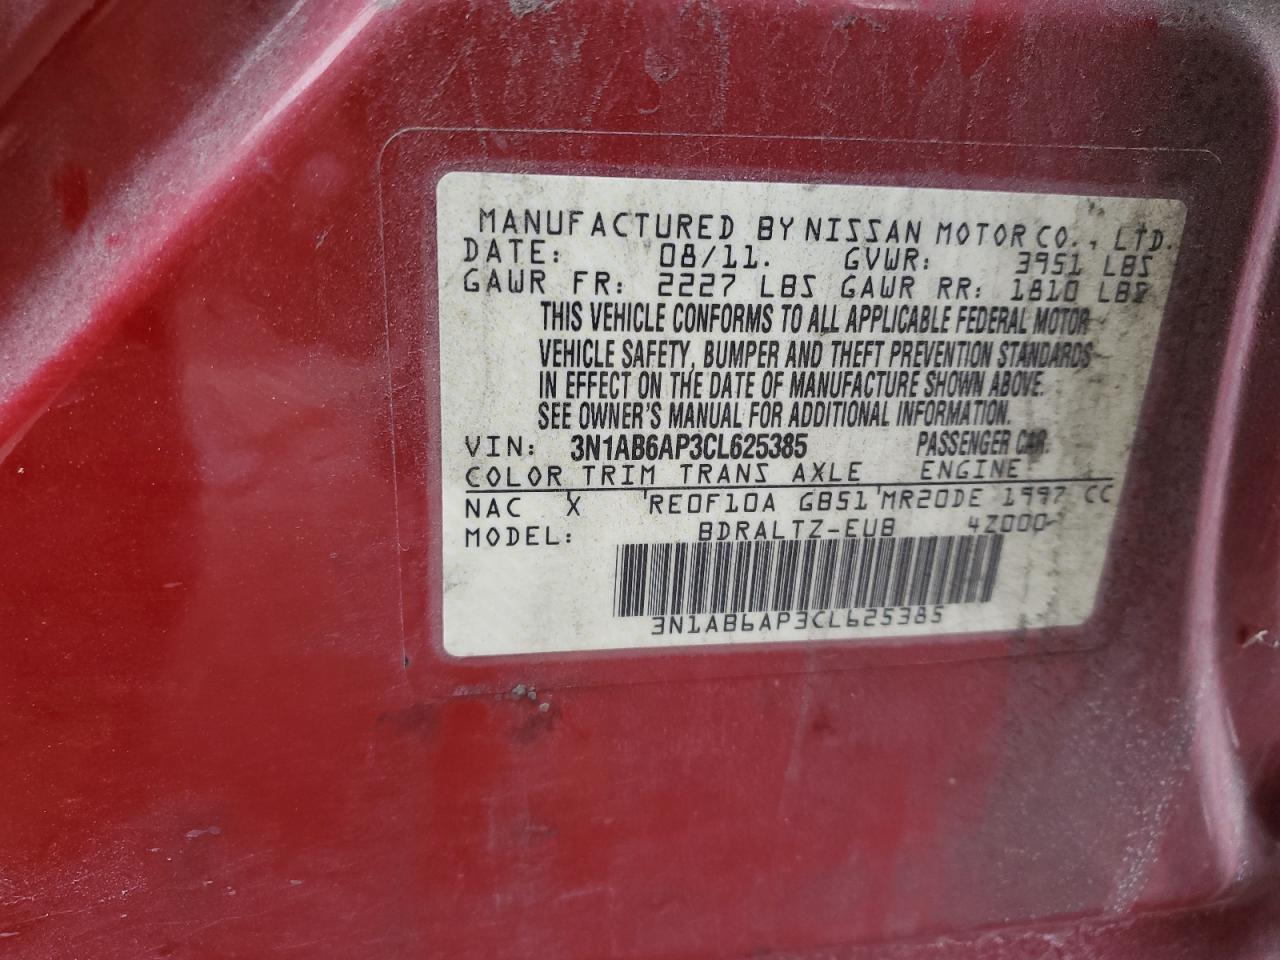 MANUFACTURED BY NISSAN MOTOR CO., LTD.
DATE: 08/11. GVWR: 3951 LBS
GAWR FR: 2227 LBS GAWR RR: 1810 LBS
THIS VEHICLE CONFORMS TO ALL APPLICABLE FEDERAL MOTOR
VEHICLE SAFETY, BUMPER AND THEFT PREVENTION STANDARDS
IN EFFECT ON THE DATE OF MANUFACTURE SHOWN ABOVE.
SEE OWNER'S MANUAL FOR ADDITIONAL INFORMATION.
VIN: 3N1AB6AP3CL625385 PASSENGER CAR.
COLOR TRIM TRANS AXLE ENGINE
NAC X 'RE0F10A GB51'MR20DE 1997 CC
MODEL: BDRALTZ-EUB 4Z000-
3N1AB6AP3CL625385